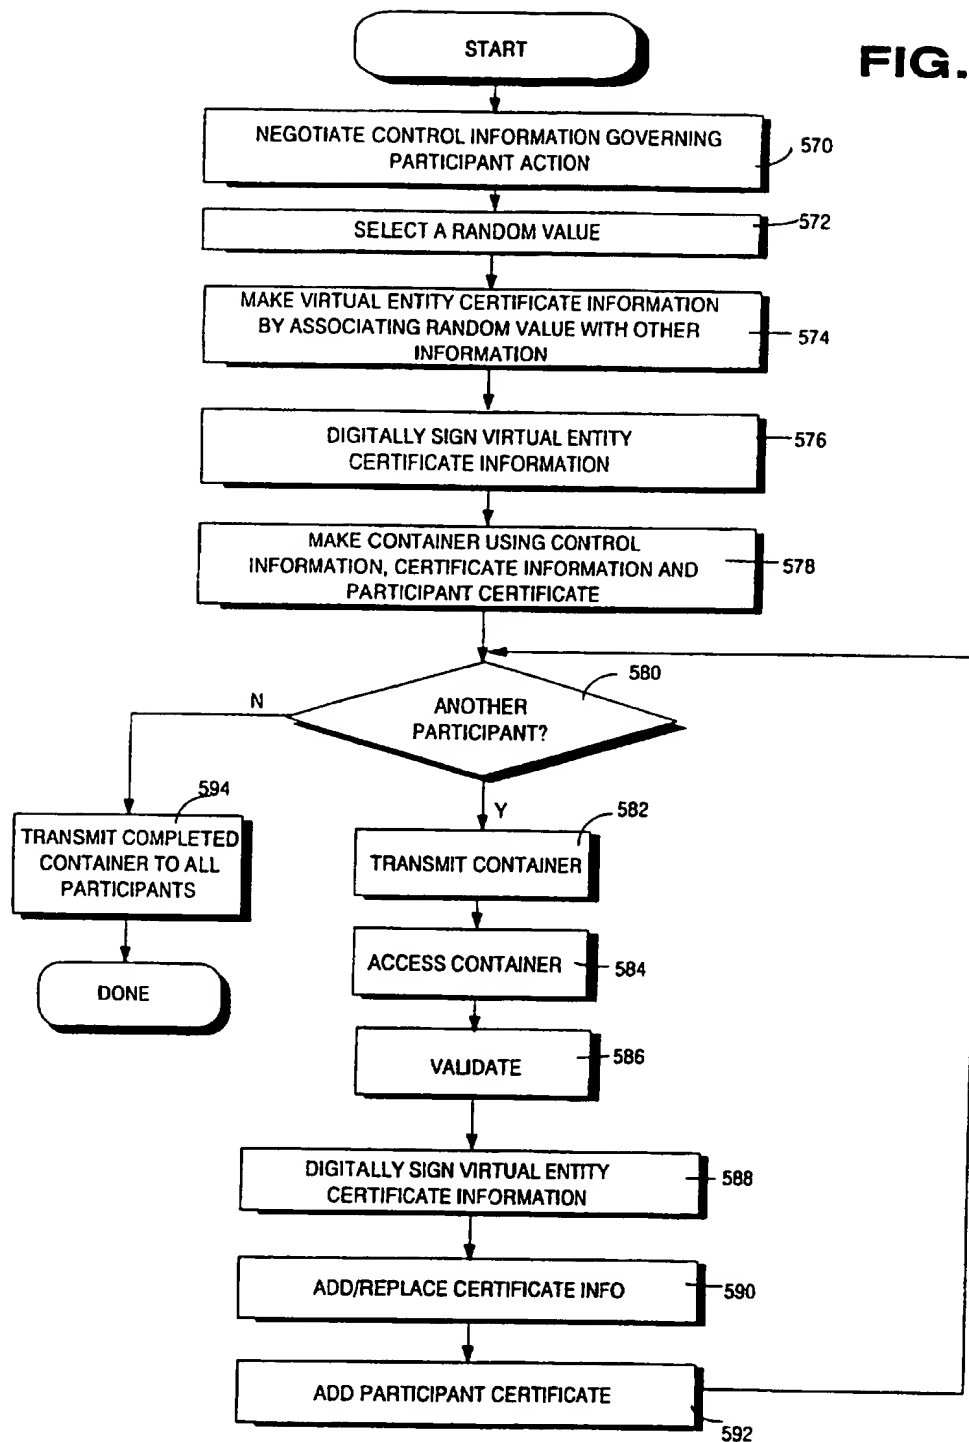 START
FIG.
NEGOTIATE CONTROL INFORMATION GOVERNING
PARTICIPANT ACTION
570
SELECT A RANDOM VALUE
572
MAKE VIRTUAL ENTITY CERTIFICATE INFORMATION
BY ASSOCIATING RANDOM VALUE WITH OTHER
INFORMATION
574
DIGITALLY SIGN VIRTUAL ENTITY
CERTIFICATE INFORMATION
576
MAKE CONTAINER USING CONTROL
INFORMATION, CERTIFICATE INFORMATION AND
PARTICIPANT CERTIFICATE
578
580
N
ANOTHER
PARTICIPANT?
594
TRANSMIT COMPLETED
CONTAINER TO ALL
PARTICIPANTS
DONE
Y
582
TRANSMIT CONTAINER
ACCESS CONTAINER
584
VALIDATE
586
DIGITALLY SIGN VIRTUAL ENTITY
CERTIFICATE INFORMATION
588
ADD/REPLACE CERTIFICATE INFO
590
ADD PARTICIPANT CERTIFICATE
592